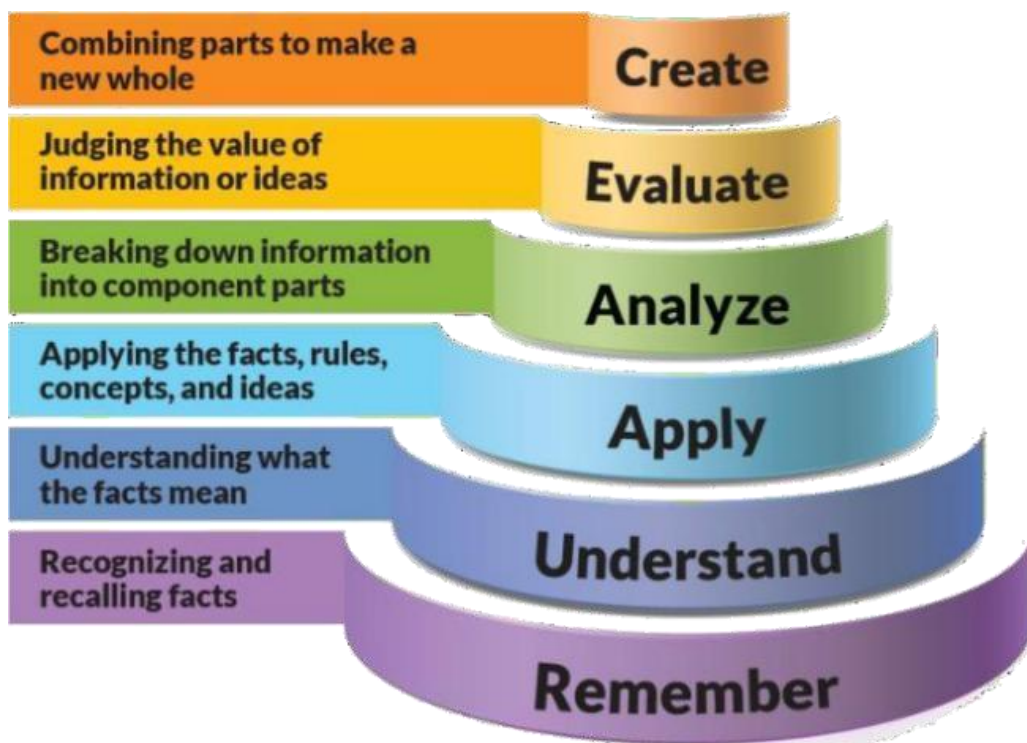 Combining parts to make a
new whole
Create
Judging the value of
information or ideas
Evaluate
Breaking down information
into component parts
Analyze
Applying the facts, rules,
concepts, and ideas
Apply
Understanding what
the facts mean
Understand
Recognizing and
recalling facts
Remember